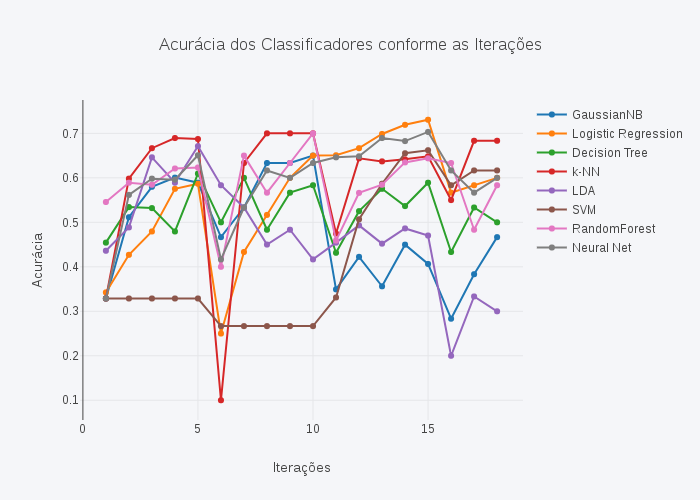 Acurácia dos Classificadores conforme as Iterações
GaussianNB
Logistic Regression
Decision Tree
k-NN
LDA
SVM
RandomForest
Neural Net
Acurácia
0.7
0.6
0.5
0.4
0.3
0.2
0.1
0 5 10 15
Iterações